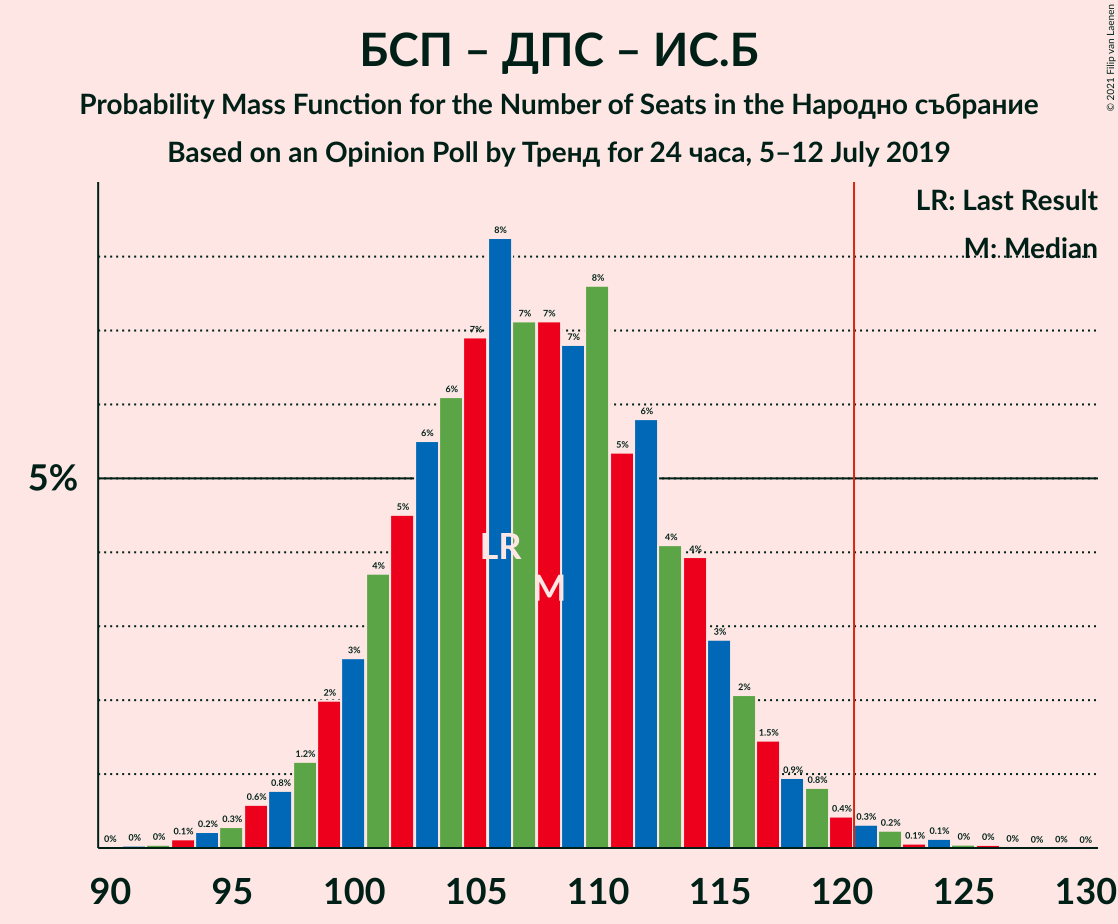 БСП – ДПС – ИС.Б
Probability Mass Function for the Number of Seats in the Народно събрание
Based on an Opinion Poll by Тренд for 24 часа, 5–12 July 2019
© 2021 Filip van Laenen
LR: Last Result
M: Median
5%
0% 0% 0% 0.1% 0.2% 0.3% 0.6% 0.8% 1.2% 2% 3% 4% 5% 6% 6% 7% 8% 7% 7% 7% 8% 5% 6% 4% 4% 3% 2% 1.5% 0.9% 0.8% 0.4% 0.3% 0.2% 0.1% 0.1% 0% 0% 0% 0% 0% 0%
LR
M
90 95 100 105 110 115 120 125 130